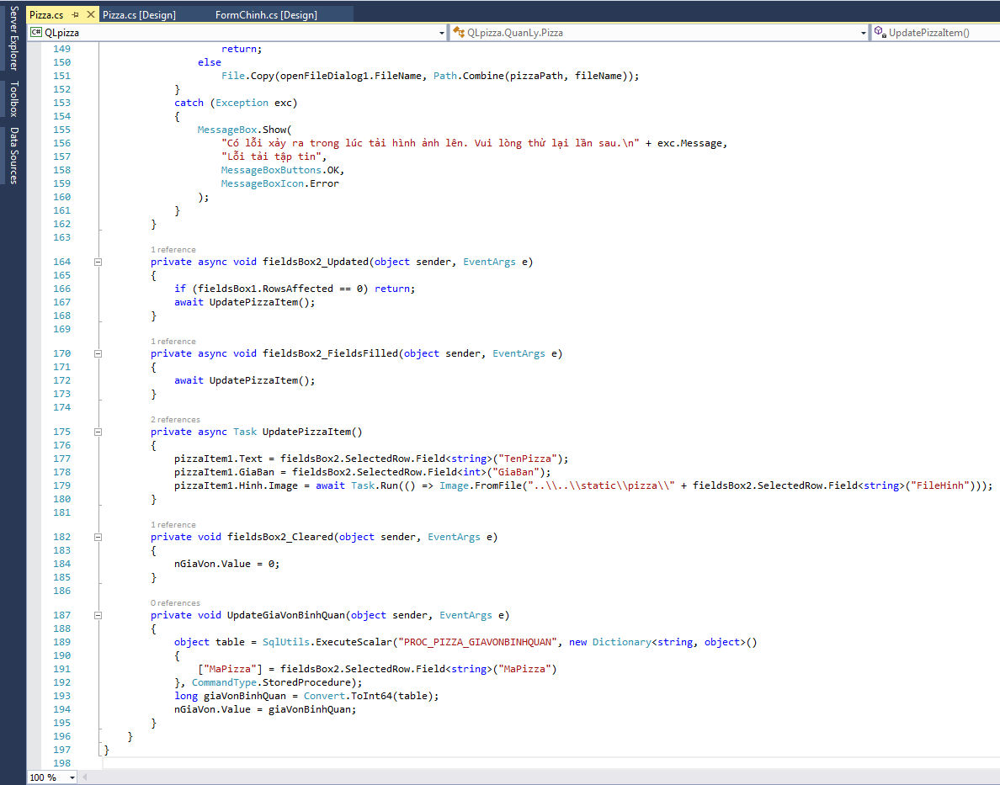 Pizza.cs
Pizza.cs [Design]
FormChinh.cs [Design]
Server Explorer
Toolbox
Data Sources
C# QLpizza
QLpizza.QuanLy.Pizza
UpdatePizzaItem()
149 return;
150 else
151 File.Copy(openFileDialog1.FileName, Path.Combine(pizzaPath, fileName));
152 }
153 catch (Exception exc)
154 {
155 MessageBox.Show(
156 "Có lỗi xảy ra trong lúc tải hình ảnh lên. Vui lòng thử lại lần sau.\n" + exc.Message,
157 "Lỗi tải tập tin",
158 MessageBoxButtons.OK,
159 MessageBoxIcon.Error
160 );
161 }
162 }
163
1 reference
164 private async void fieldsBox2_Updated(object sender, EventArgs e)
165 {
166 if (fieldsBox1.RowsAffected == 0) return;
167 await UpdatePizzaItem();
168 }
169
1 reference
170 private async void fieldsBox2_FieldsFilled(object sender, EventArgs e)
171 {
172 await UpdatePizzaItem();
173 }
174
2 references
175 private async Task UpdatePizzaItem()
176 {
177 pizzaItem1.Text = fieldsBox2.SelectedRow.Field<string>("TenPizza");
178 pizzaItem1.GiaBan = fieldsBox2.SelectedRow.Field<int>("GiaBan");
179 pizzaItem1.Hinh.Image = await Task.Run(() => Image.FromFile("..\\..\\static\\pizza\\" + fieldsBox2.SelectedRow.Field<string>("FileHinh")));
180 }
181
1 reference
182 private void fieldsBox2_Cleared(object sender, EventArgs e)
183 {
184 nGiaVon.Value = 0;
185 }
186
0 references
187 private void UpdateGiaVonBinhQuan(object sender, EventArgs e)
188 {
189 object table = SqlUtils.ExecuteScalar("PROC_PIZZA_GIAVONBINHQUAN", new Dictionary<string, object>()
190 {
191 ["MaPizza"] = fieldsBox2.SelectedRow.Field<string>("MaPizza")
192 }, CommandType.StoredProcedure);
193 long giaVonBinhQuan = Convert.ToInt64(table);
194 nGiaVon.Value = giaVonBinhQuan;
195 }
196 }
197 }
198
100 %